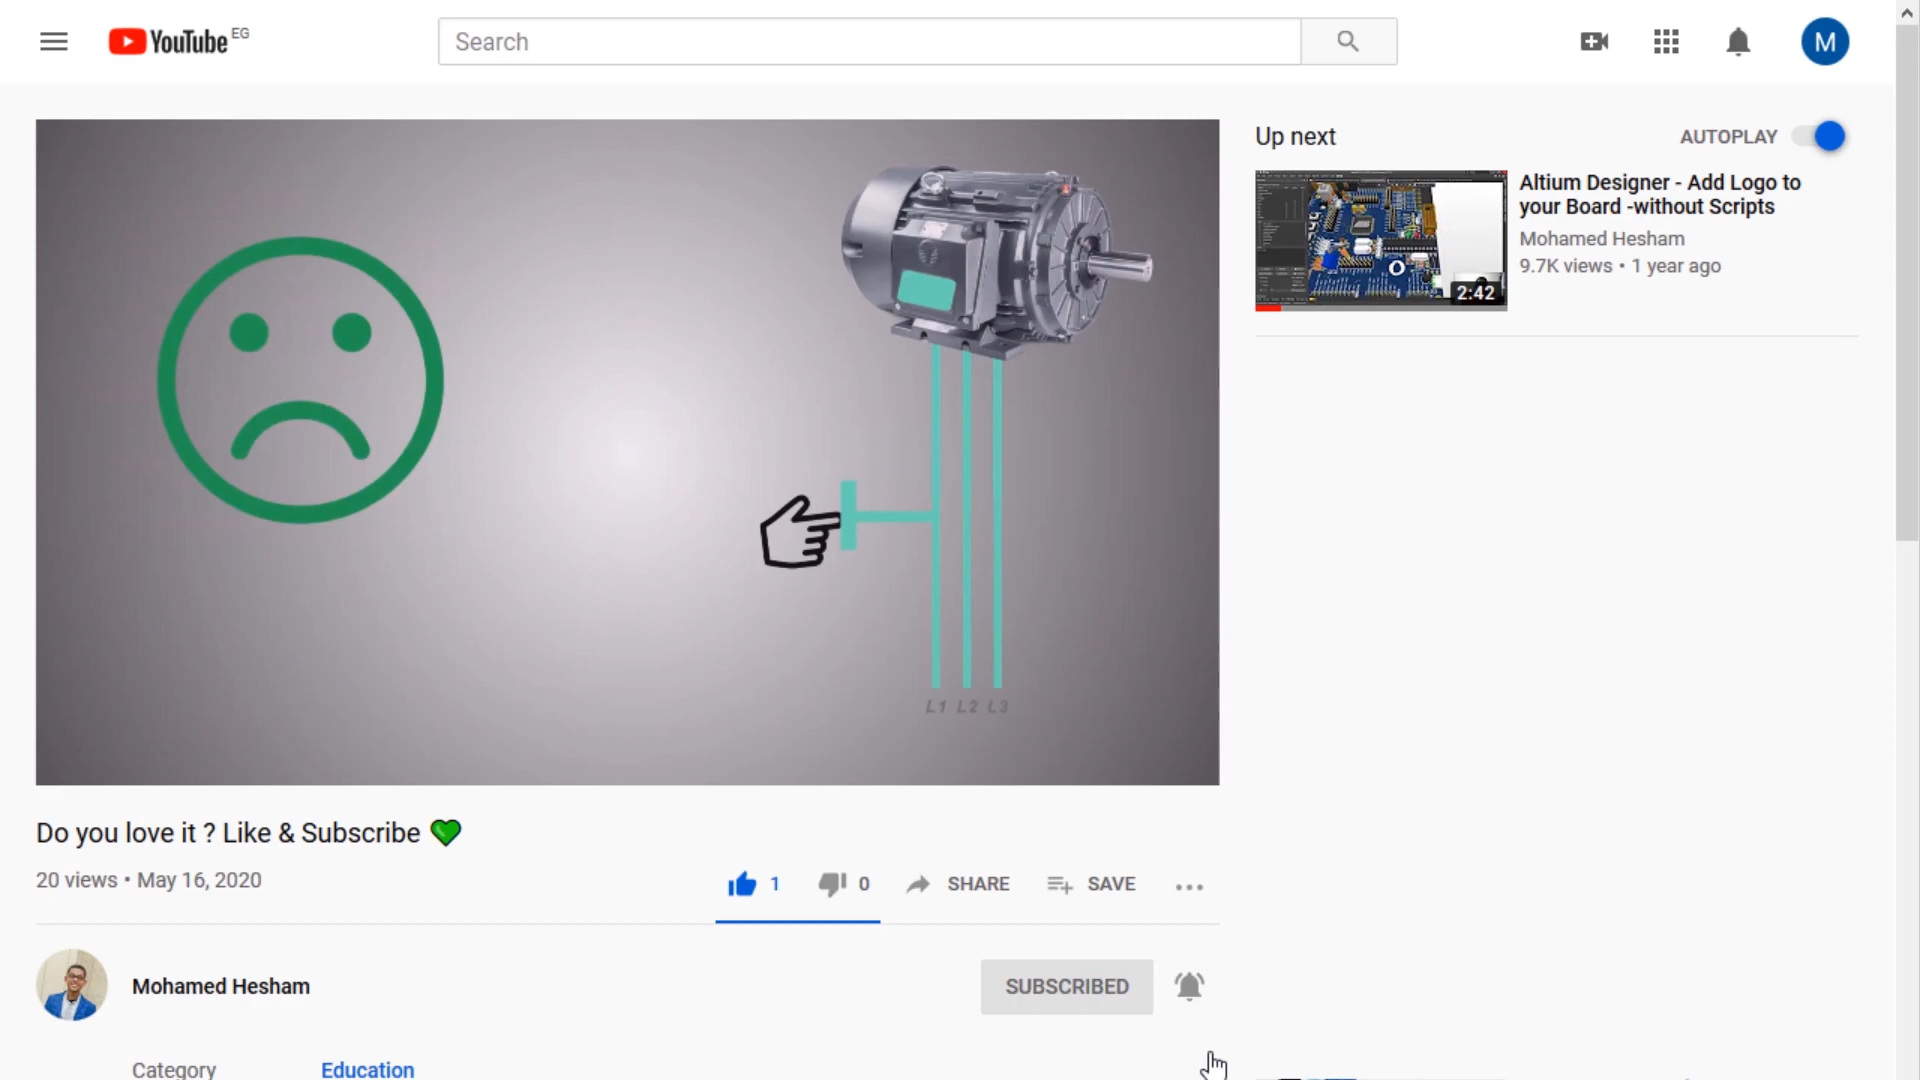 YouTube EG
Search
M
Up next
AUTOPLAY
2:42
Altium Designer - Add Logo to
your Board -without Scripts
Mohamed Hesham
9.7K views • 1 year ago
L1 L2 L3
Do you love it ? Like & Subscribe 💚
20 views • May 16, 2020
1
0
SHARE
SAVE
Mohamed Hesham
SUBSCRIBED
Category
Education